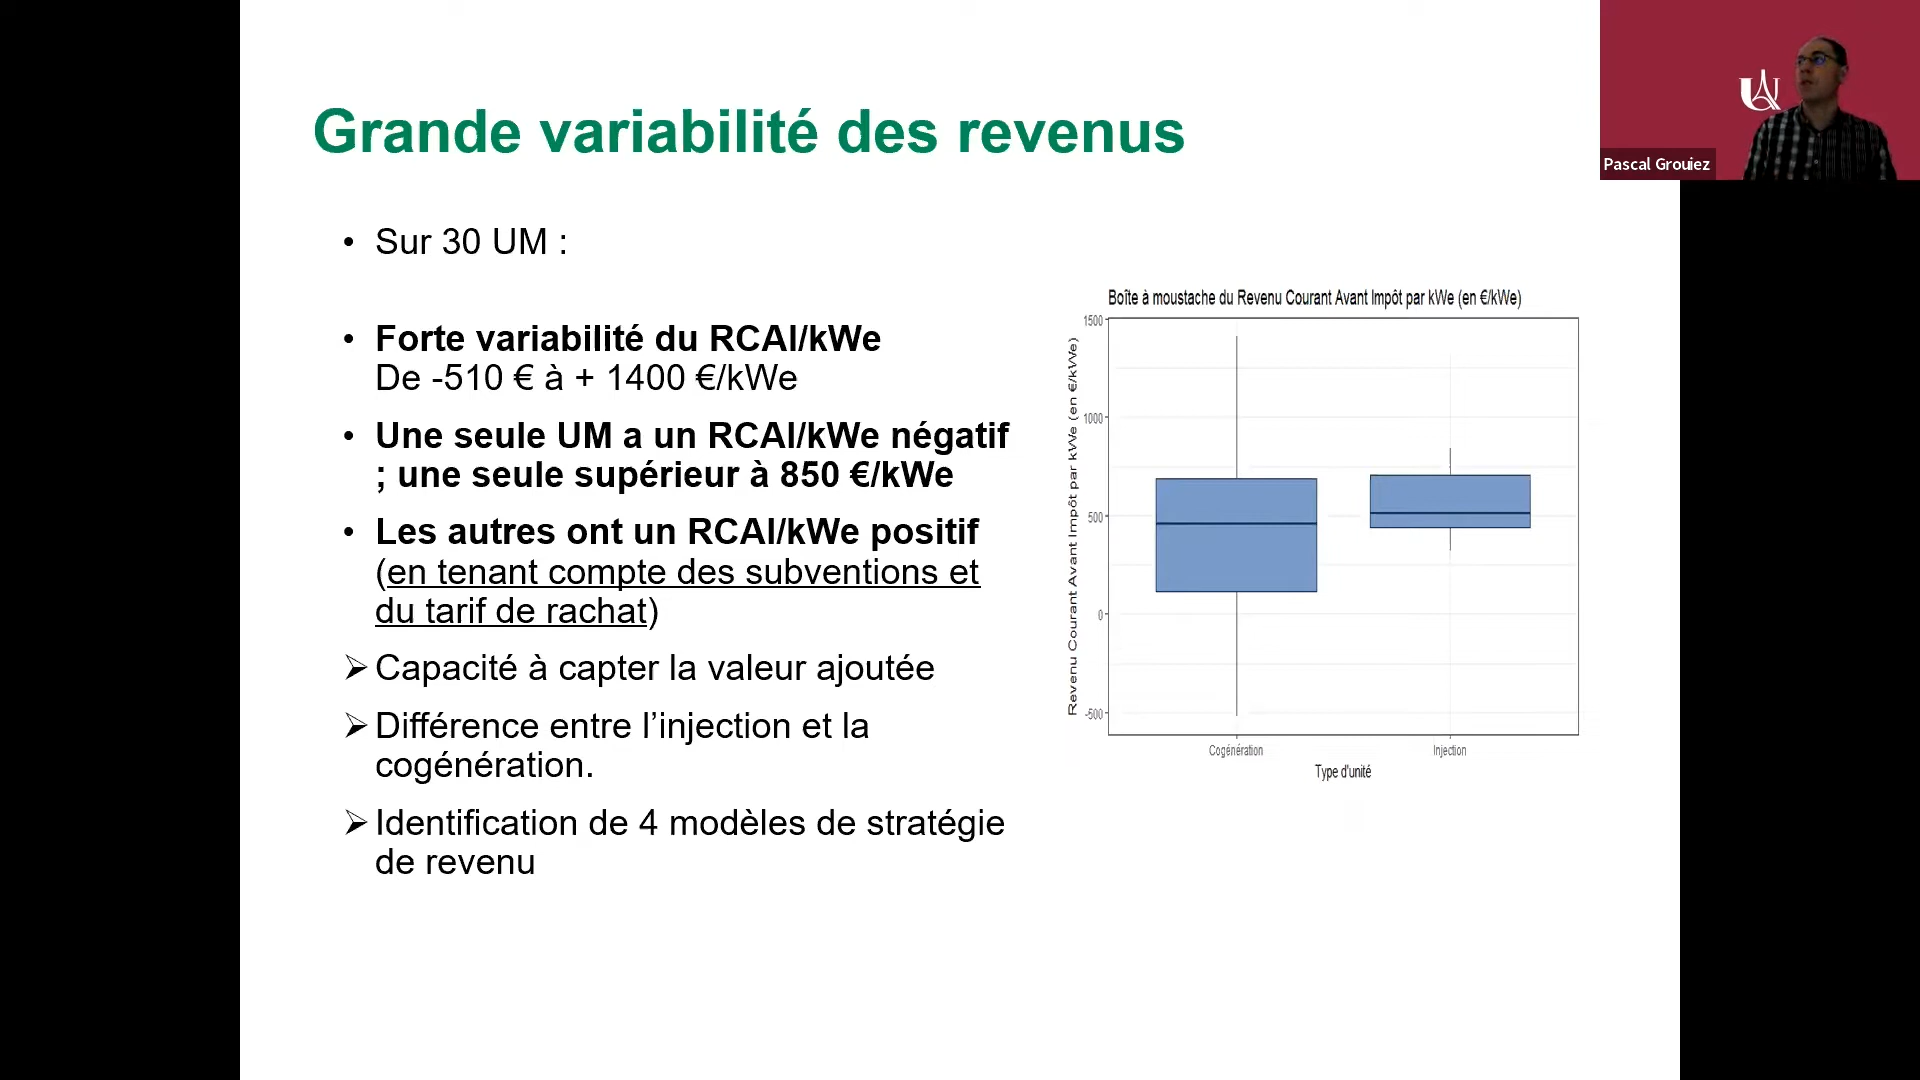 Grande variabilité des revenus
• Sur 30 UM :
• Forte variabilité du RCAI/kWe
De -510 € à + 1400 €/kWe
• Une seule UM a un RCAI/kWe négatif
; une seule supérieur à 850 €/kWe
• Les autres ont un RCAI/kWe positif
(en tenant compte des subventions et
du tarif de rachat)
➢ Capacité à capter la valeur ajoutée
➢ Différence entre l’injection et la
cogénération.
➢ Identification de 4 modèles de stratégie
de revenu
Boîte à moustache du Revenu Courant Avant Impôt par kWe (en €/kWe)
Revenu Courant Avant Impôt par kWe (en €/kWe)
1500
1000
500
0
-500
Cogénération
Injection
Type d'unité
Pascal Grouiez